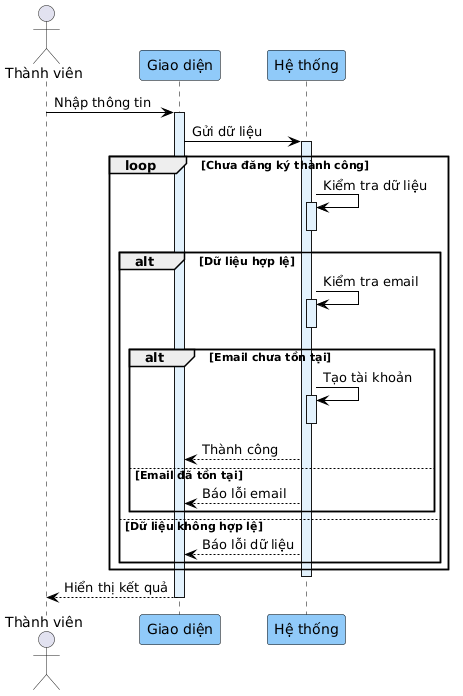 Thành viên
Giao diện
Hệ thống
Nhập thông tin
Gửi dữ liệu
loop
[Chưa đăng ký thành công]
Kiểm tra dữ liệu
alt
[Dữ liệu hợp lệ]
Kiểm tra email
alt
[Email chưa tồn tại]
Tạo tài khoản
Thành công
[Email đã tồn tại]
Báo lỗi email
[Dữ liệu không hợp lệ]
Báo lỗi dữ liệu
Hiển thị kết quả
Thành viên
Giao diện
Hệ thống